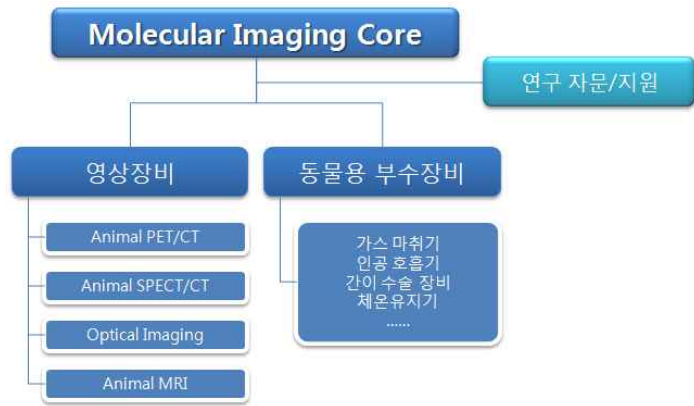 Molecular Imaging Core
연구 자문/지원
영상장비
동물용 부수장비
Animal PET/CT
Animal SPECT/CT
Optical Imaging
Animal MRI
가스 마취기
인공 호흡기
간이 수술 장비
체온유지기
......